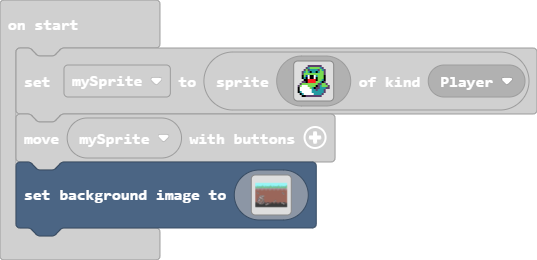 on start
set mySprite to sprite of kind Player
move mySprite with buttons
set background image to